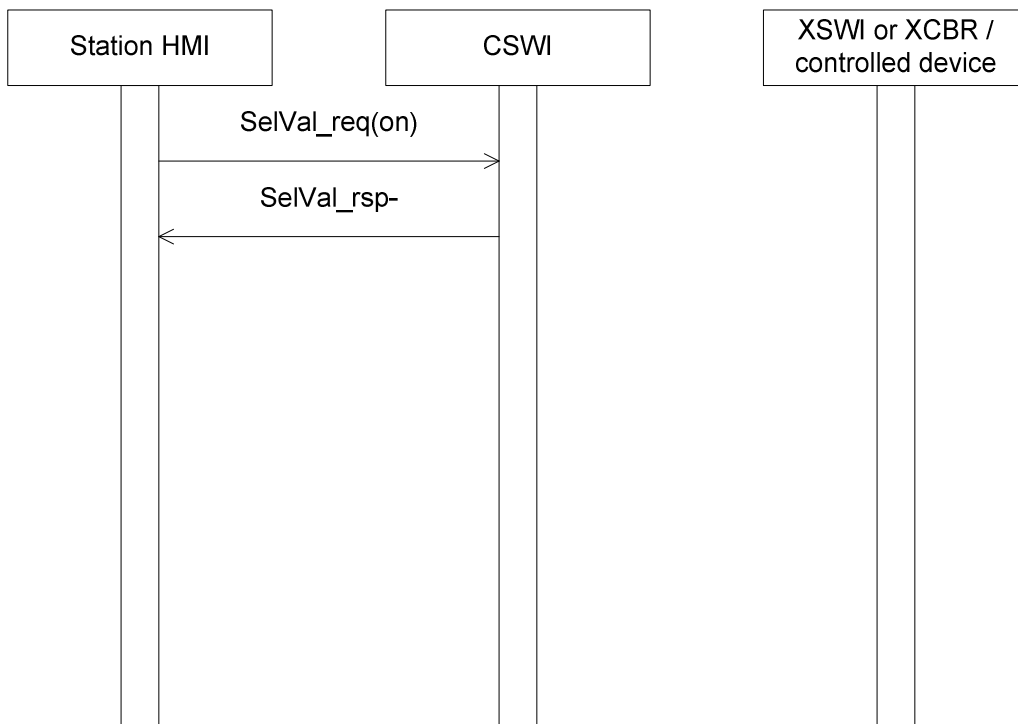 Station HMI
CSWI
XSWI or XCBR /
controlled device
SelVal_req(on)
SelVal_rsp-